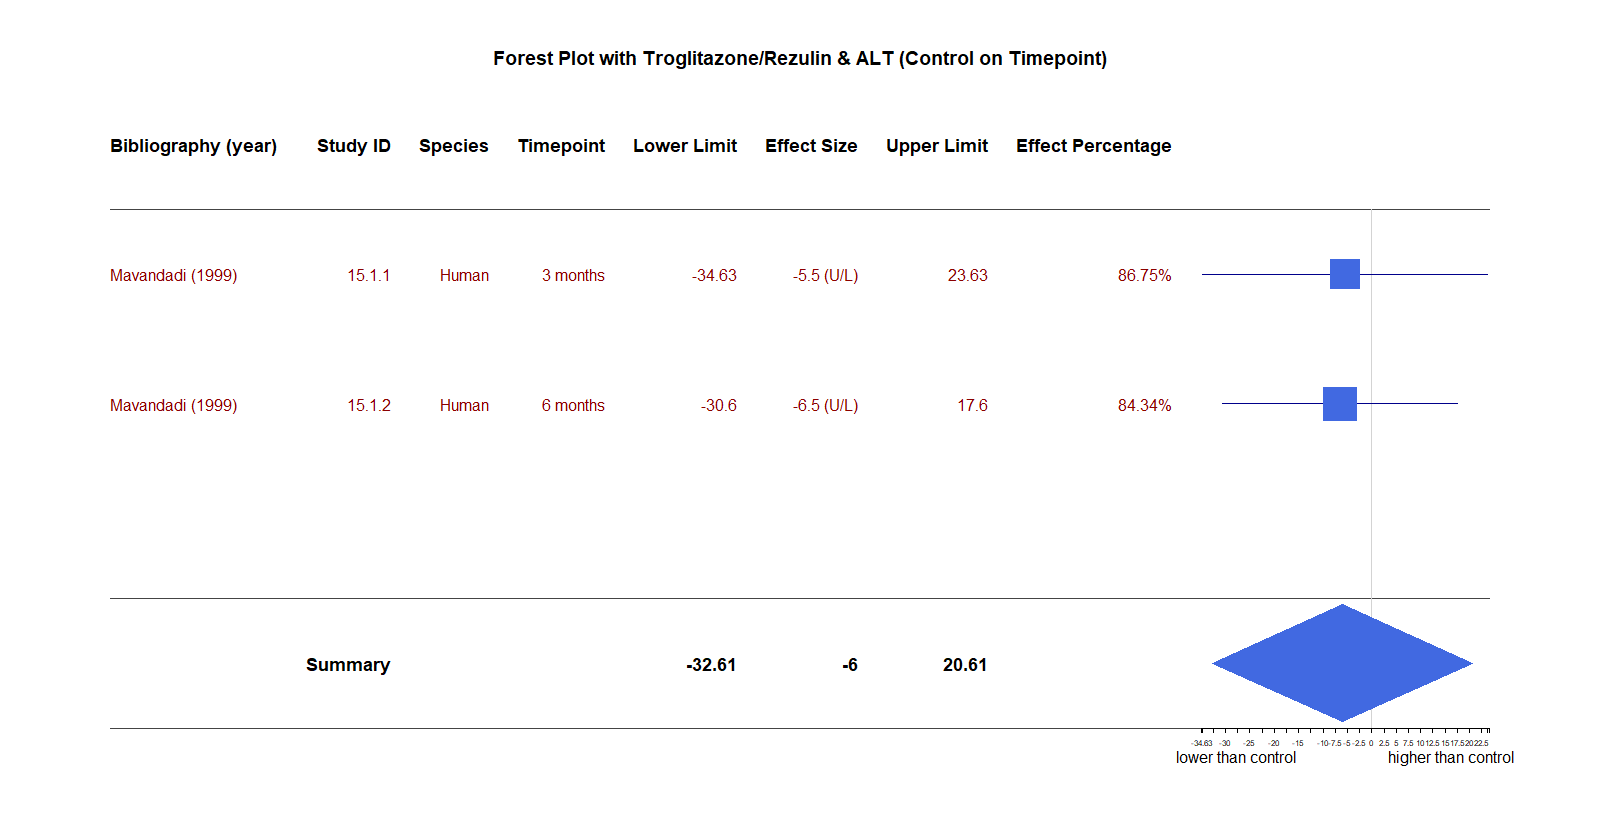 Forest Plot with Troglitazone/Rezulin & ALT (Control on Timepoint)
Bibliography (year) Study ID Species Timepoint Lower Limit Effect Size Upper Limit Effect Percentage
Mavandadi (1999) 15.1.1 Human 3 months -34.63 -5.5 (U/L) 23.63 86.75%
Mavandadi (1999) 15.1.2 Human 6 months -30.6 -6.5 (U/L) 17.6 84.34%
Summary -32.61 -6 20.61
-34.63 -30 -25 -20 -15 -10 -7.5 -5 -2.5 0 2.5 5 7.5 10 12.5 15 17.5 20 22.5
lower than control higher than control